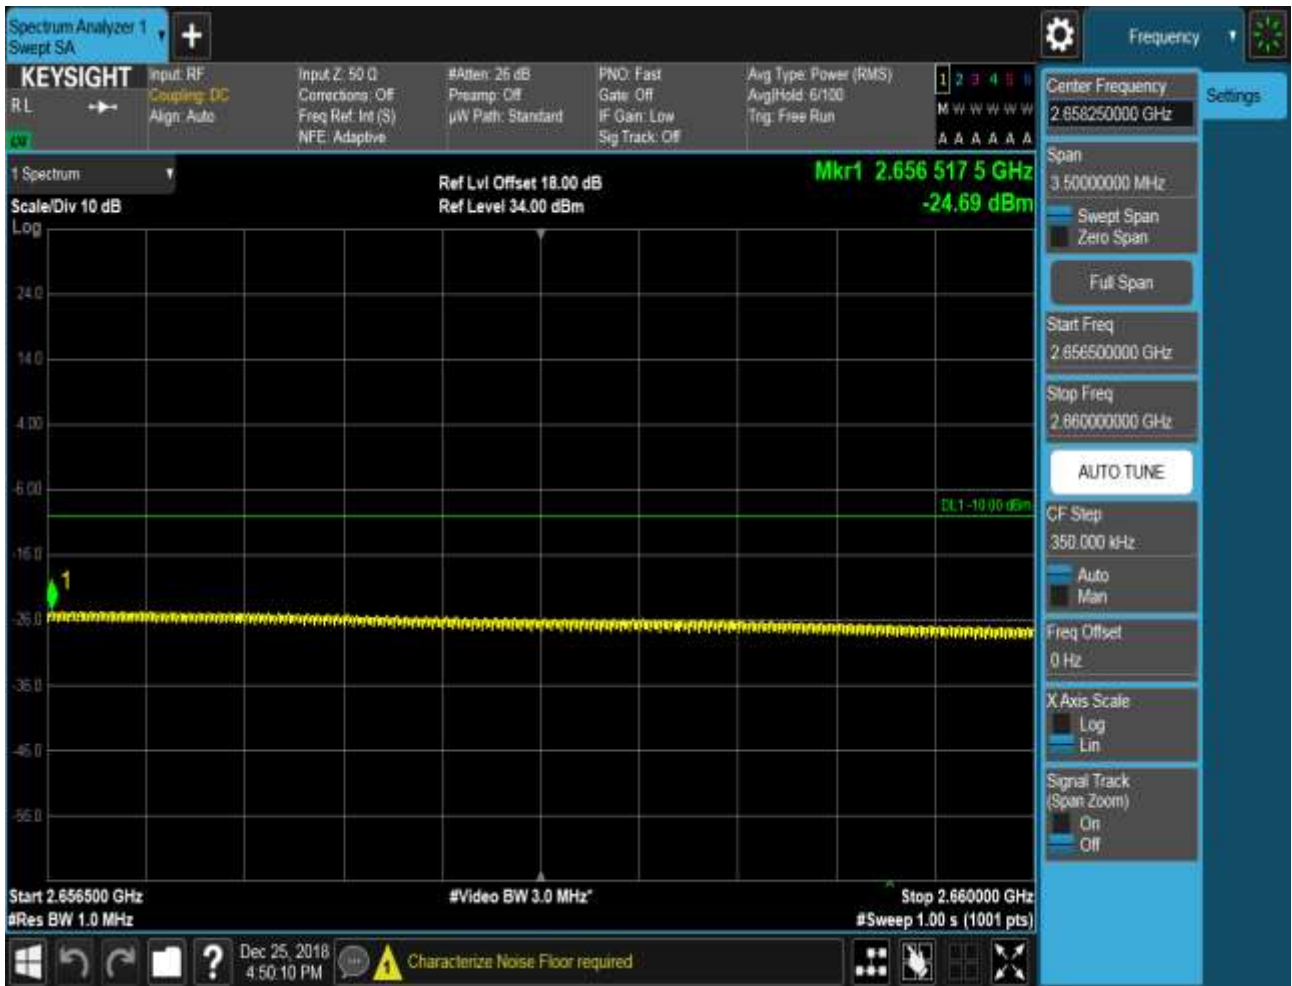 Spectrum Analyzer 1
Swept SA
Frequency
KEYSIGHT
Input: RF
Coupling: DC
Align: Auto
Input Z: 50 Ω
Corrections: Off
Freq Ref: Int (S)
NFE: Adaptive
#Atten: 26 dB
Preamp: Off
µW Path: Standard
PNO: Fast
Gate: Off
IF Gain: Low
Sig Track: Off
Avg Type: Power (RMS)
Avg|Hold: 6/100
Trig: Free Run
1 2 3 4 5 6
M W W W W W
A A A A A A
R L
1 Spectrum
Scale/Div 10 dB
Log
Ref Lvl Offset 18.00 dB
Ref Level 34.00 dBm
Mkr1 2.656 517 5 GHz
-24.69 dBm
24.0
14.0
4.00
-6.00
DL1 -10.00 dBm
-16.0
1
-26.0
-36.0
-46.0
-56.0
Start 2.656500 GHz
#Res BW 1.0 MHz
#Video BW 3.0 MHz*
Stop 2.660000 GHz
#Sweep 1.00 s (1001 pts)
Center Frequency
2.658250000 GHz
Settings
Span
3.50000000 MHz
Swept Span
Zero Span
Full Span
Start Freq
2.656500000 GHz
Stop Freq
2.660000000 GHz
AUTO TUNE
CF Step
350.000 kHz
Auto
Man
Freq Offset
0 Hz
X Axis Scale
Log
Lin
Signal Track
(Span Zoom)
On
Off
?
Dec 25, 2018
4:50:10 PM
1
Characterize Noise Floor required